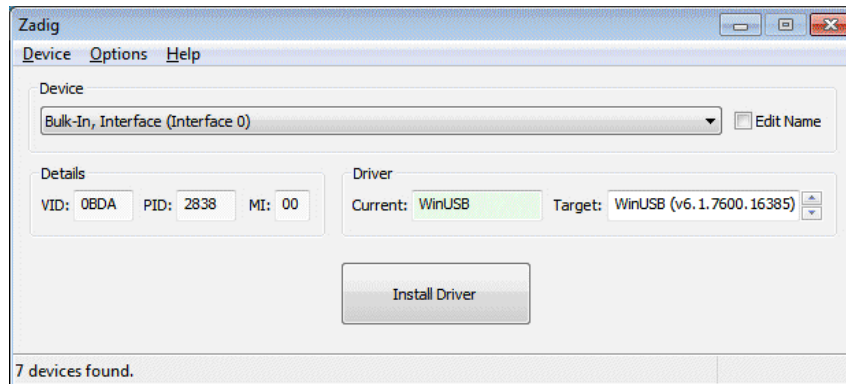 Zadig
Device Options Help
Device
Bulk-In, Interface (Interface 0)
Edit Name
Details
VID: 0BDA PID: 2838 MI: 00
Driver
Current: WinUSB Target: WinUSB (v6.1.7600.16385)
Install Driver
7 devices found.